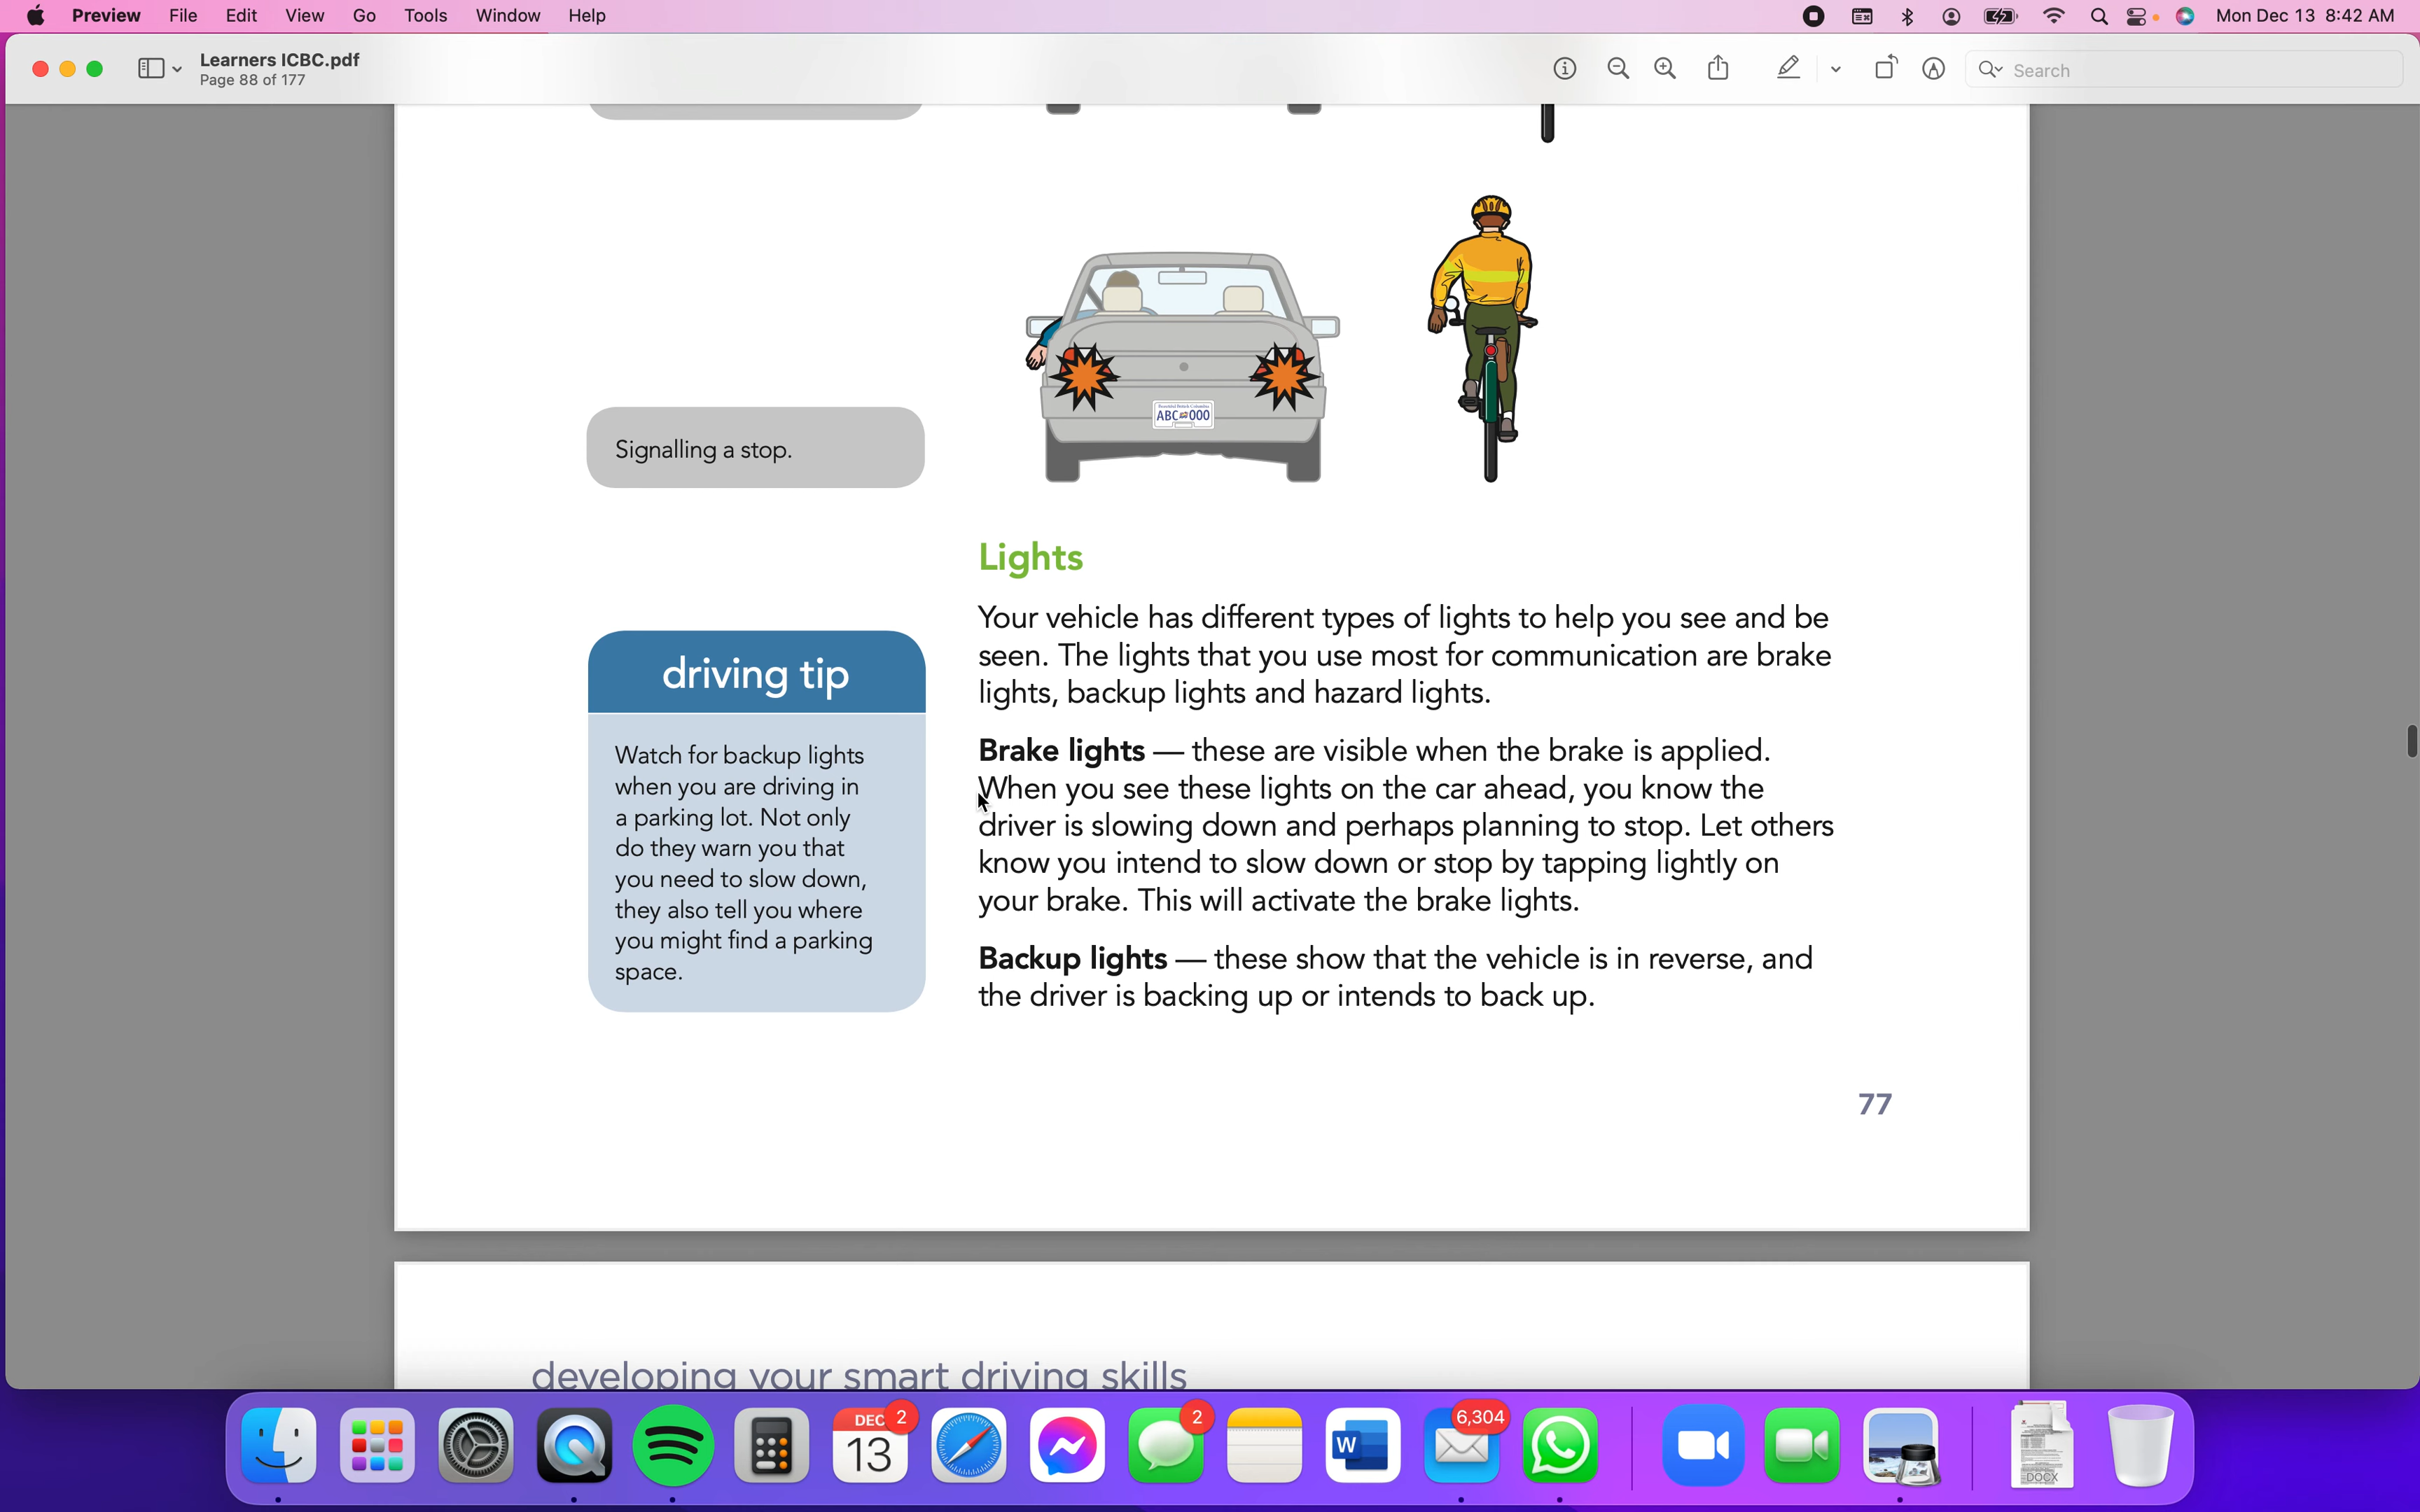 Preview File Edit View Go Tools Window Help Mon Dec 13 8:42 AM
Learners ICBC.pdf
Page 88 of 177
Search
ABC 000
Signalling a stop.
Lights
Your vehicle has different types of lights to help you see and be
seen. The lights that you use most for communication are brake
lights, backup lights and hazard lights.
driving tip
Watch for backup lights
when you are driving in
a parking lot. Not only
do they warn you that
you need to slow down,
they also tell you where
you might find a parking
space.
Brake lights — these are visible when the brake is applied.
When you see these lights on the car ahead, you know the
driver is slowing down and perhaps planning to stop. Let others
know you intend to slow down or stop by tapping lightly on
your brake. This will activate the brake lights.
Backup lights — these show that the vehicle is in reverse, and
the driver is backing up or intends to back up.
77
developing your smart driving skills
DEC 2
13
2
W
6,304
DOCX